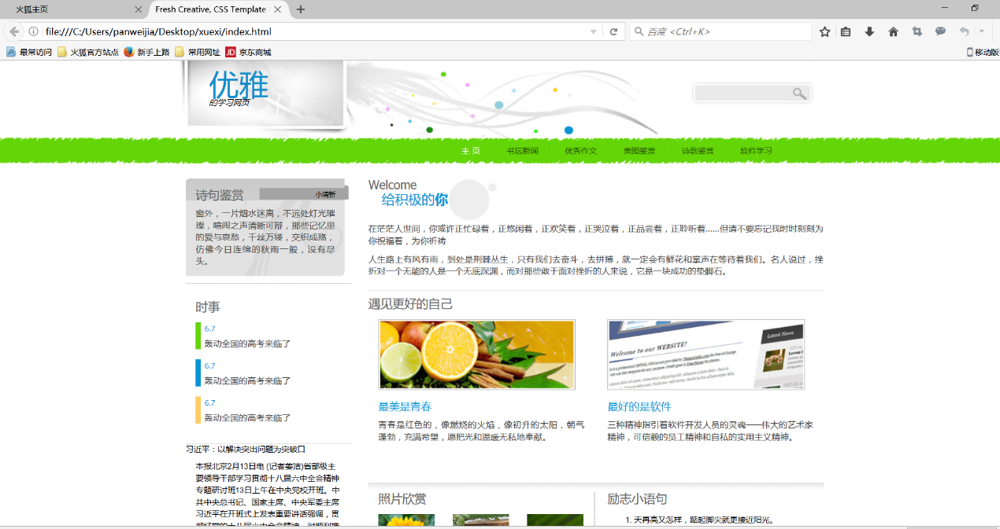 火狐主页
Fresh Creative, CSS Template
file:///C:/Users/panweijia/Desktop/xuexi/index.html
百度 <Ctrl+K>
最常访问 火狐官方站点 新手上路 常用网址 JD 京东商城 移动版
优雅
的学习网页
主 页 书坛新闻 优秀作文 美图鉴赏 诗歌鉴赏 软件学习
诗句鉴赏
小清新
窗外，一片烟水迷离，不远处灯光璀
璨，喧闹之声清晰可辩，那些记忆里
的爱与哀愁，千丝万缕，交织成殇，
仿佛今日连绵的秋雨一般，没有尽
头。
时事
6.7
轰动全国的高考来临了
6.7
轰动全国的高考来临了
6.7
轰动全国的高考来临了
习近平：以解决突出问题为突破口
本报北京2月13日电 (记者姜洁)省部级主
要领导干部学习贯彻十八届六中全会精神
专题研讨班13日上午在中央党校开班。中
共中央总书记、国家主席、中央军委主席
习近平在开班式上发表重要讲话强调，贯
Welcome
给积极的你
在茫茫人世间，你或许正忙碌着，正悠闲着，正欢笑着，正哭泣着，正品尝着，正聆听着......但请不要忘记我时时刻刻为
你祝福着，为你祈祷
人生路上有风有雨，到处是荆棘丛生，只有我们去奋斗，去拼搏，就一定会有鲜花和掌声在等待着我们。名人说过，挫
折对一个无能的人是一个无底深渊，而对那些敢于面对挫折的人来说，它是一块成功的垫脚石。
遇见更好的自己
Welcome to our WEBSITE!
Latest News
最美是青春
青春是红色的，像燃烧的火焰，像初升的太阳，朝气
蓬勃，充满希望，愿把光和温暖无私地奉献。
最好的是软件
三种精神指引着软件开发人员的灵魂——伟大的艺术家
精神，可信赖的员工精神和自私的实用主义精神。
照片欣赏
励志小语句
1. 天再高又怎样，踮起脚尖就更接近阳光。